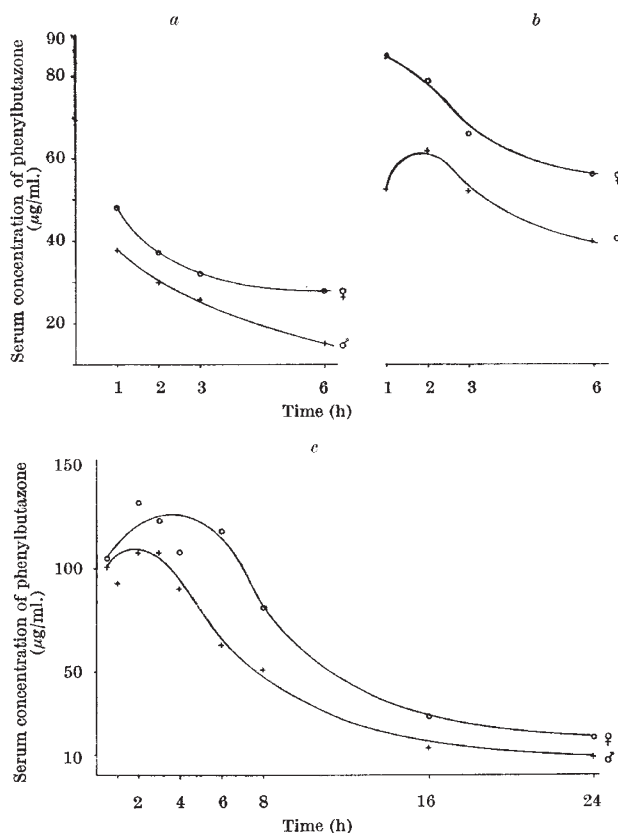 a
b
90
80
60
40
20
Serum concentration of phenylbutazone
(µg/ml.)
♀
♂
1 2 3 6
Time (h)
♀
♂
1 2 3 6
c
150
100
50
10
Serum concentration of phenylbutazone
(µg/ml.)
♀
♂
2 4 6 8 16 24
Time (h)